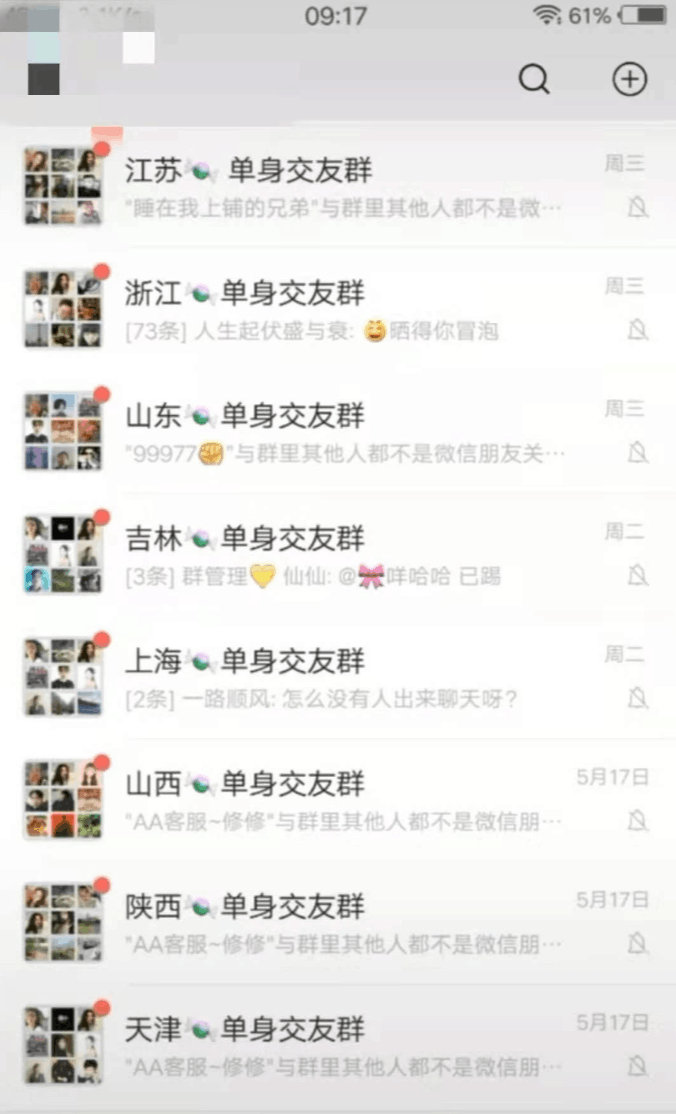 09:17
61%
江苏🍬 单身交友群
周三
"睡在我上铺的兄弟"与群里其他人都不是微…
浙江🍬单身交友群
周三
[73条] 人生起伏盛与衰: 😆晒得你冒泡
山东🍬单身交友群
周三
"99977✊"与群里其他人都不是微信朋友关…
吉林🍬单身交友群
周二
[3条] 群管理💛 仙仙: @🎀咩哈哈 已踢
上海🍬单身交友群
周二
[2条] 一路顺风: 怎么没有人出来聊天呀?
山西🍬单身交友群
5月17日
"AA客服~修修"与群里其他人都不是微信朋…
陕西🍬单身交友群
5月17日
"AA客服~修修"与群里其他人都不是微信朋…
天津🍬单身交友群
5月17日
"AA客服~修修"与群里其他人都不是微信朋…